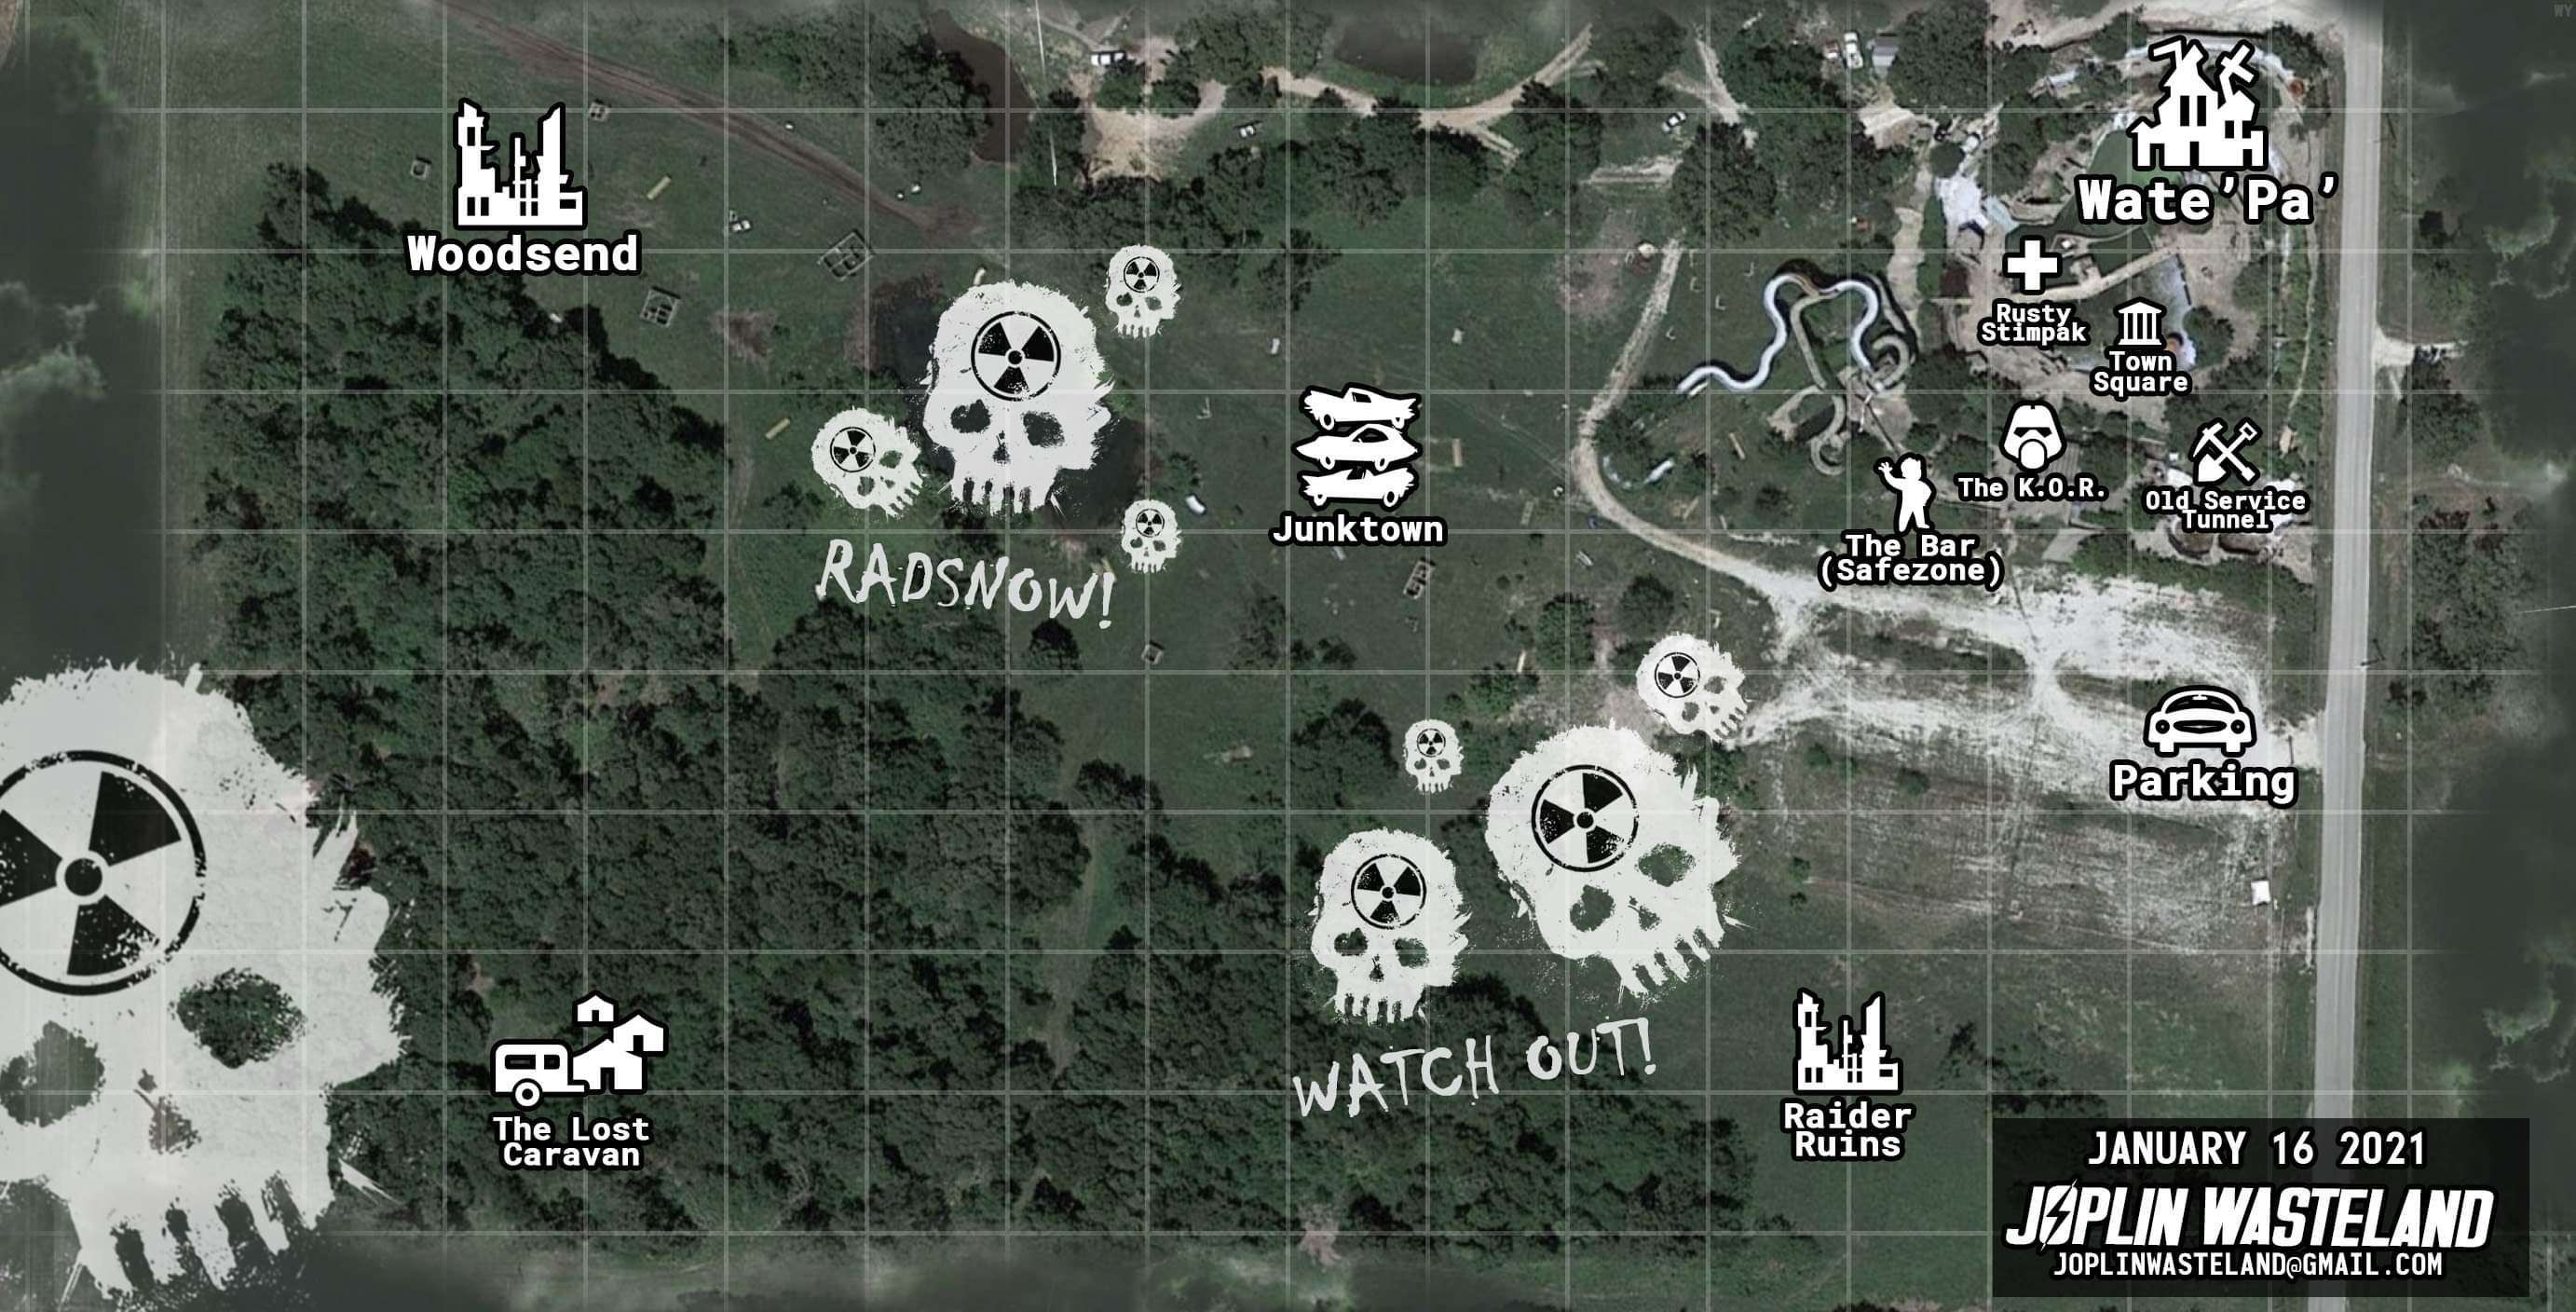 WY
Woodsend
Wate'Pa'
Rusty
Stimpak
Town
Square
Junktown
The K.O.R.
Old Service
Tunnel
The Bar
(Safezone)
RADSNOW!
Parking
WATCH OUT!
The Lost
Caravan
Raider
Ruins
JANUARY 16 2021
JOPLIN WASTELAND
JOPLINWASTELAND@GMAIL.COM